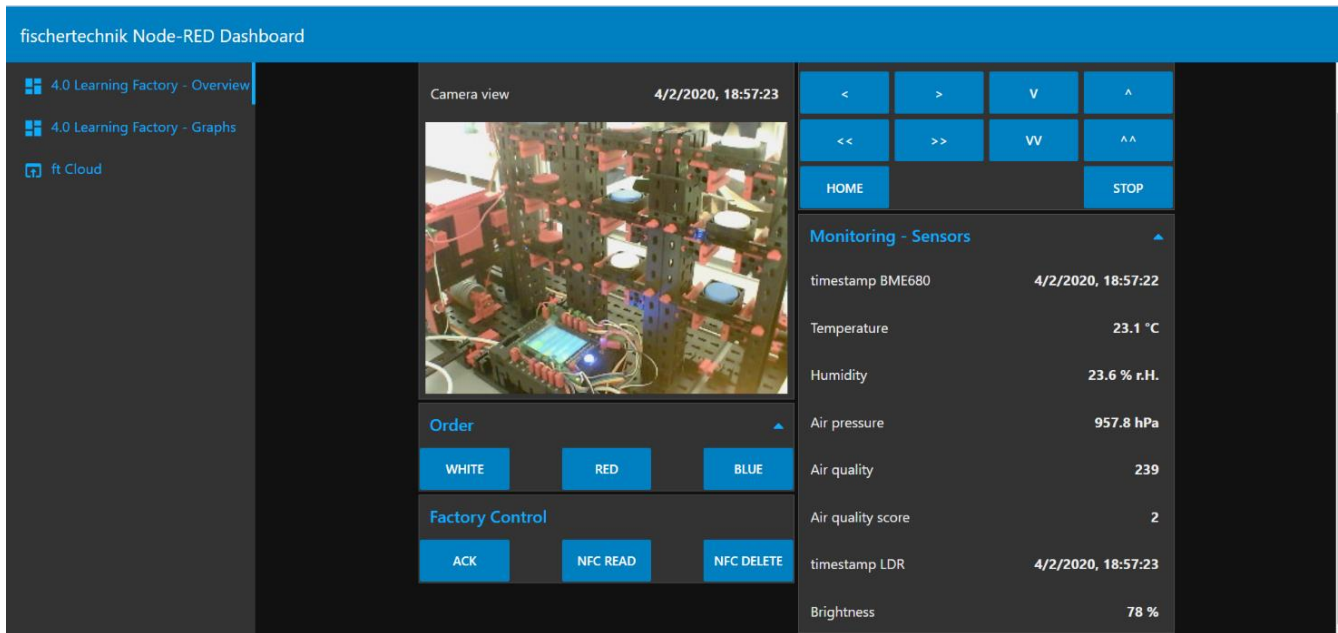 fischertechnik Node-RED Dashboard
4.0 Learning Factory - Overview
4.0 Learning Factory - Graphs
ft Cloud
Camera view 4/2/2020, 18:57:23
Order
WHITE RED BLUE
Factory Control
ACK NFC READ NFC DELETE
< > V ^
<< >> VV ^^
HOME STOP
Monitoring - Sensors
timestamp BME680 4/2/2020, 18:57:22
Temperature 23.1 °C
Humidity 23.6 % r.H.
Air pressure 957.8 hPa
Air quality 239
Air quality score 2
timestamp LDR 4/2/2020, 18:57:23
Brightness 78 %